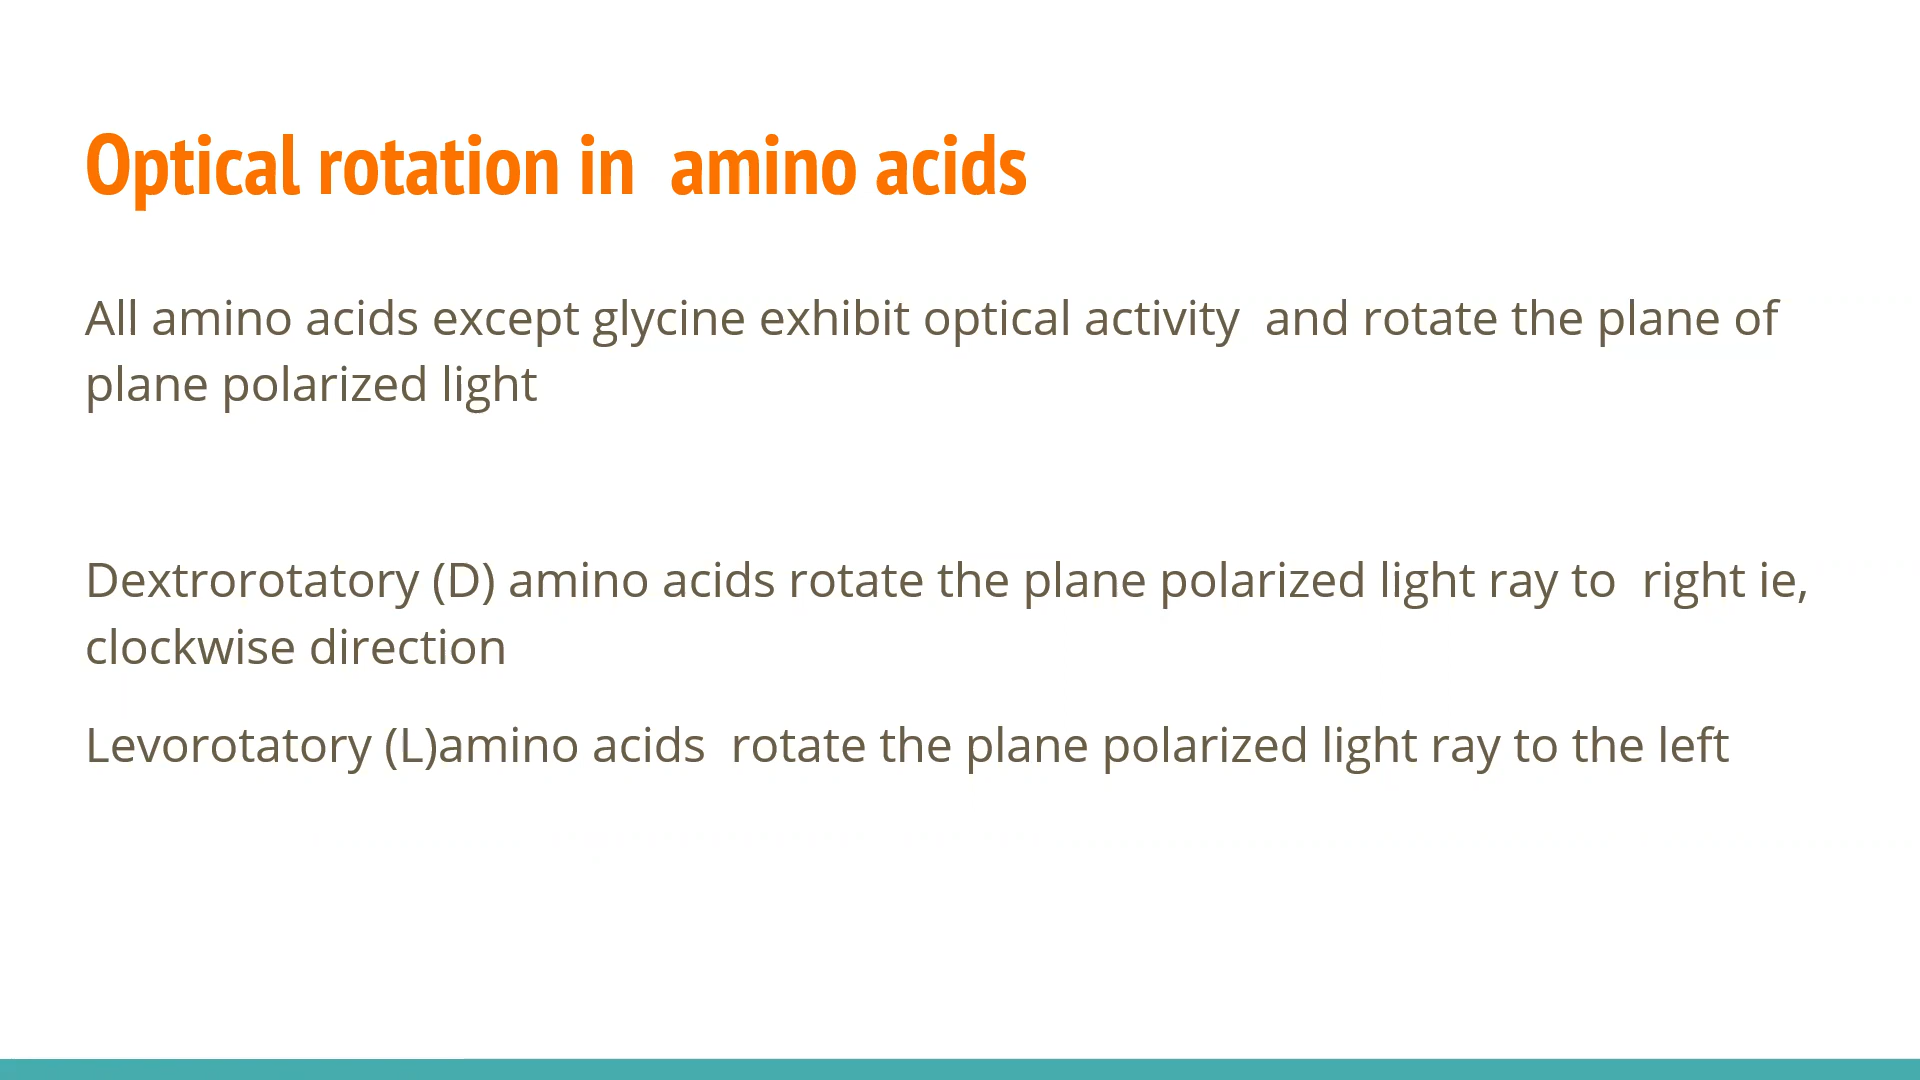 Optical rotation in  amino acids
All amino acids except glycine exhibit optical activity  and rotate the plane of
plane polarized light
Dextrorotatory (D) amino acids rotate the plane polarized light ray to  right ie,
clockwise direction
Levorotatory (L)amino acids  rotate the plane polarized light ray to the left